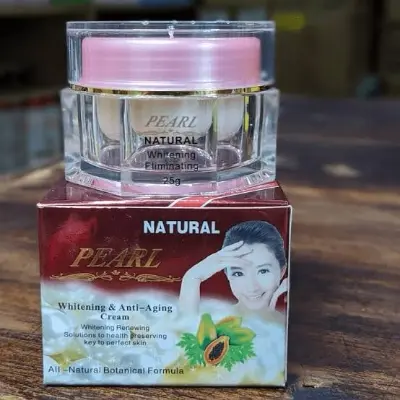 PEARL
NATURAL
Whitening
Eliminating
25g
NATURAL
PEARL
Whitening & Anti-Aging
Cream
Whitening Renewing
Solutions to health preserving
key to perfect skin
All -Natural Botanical Formula